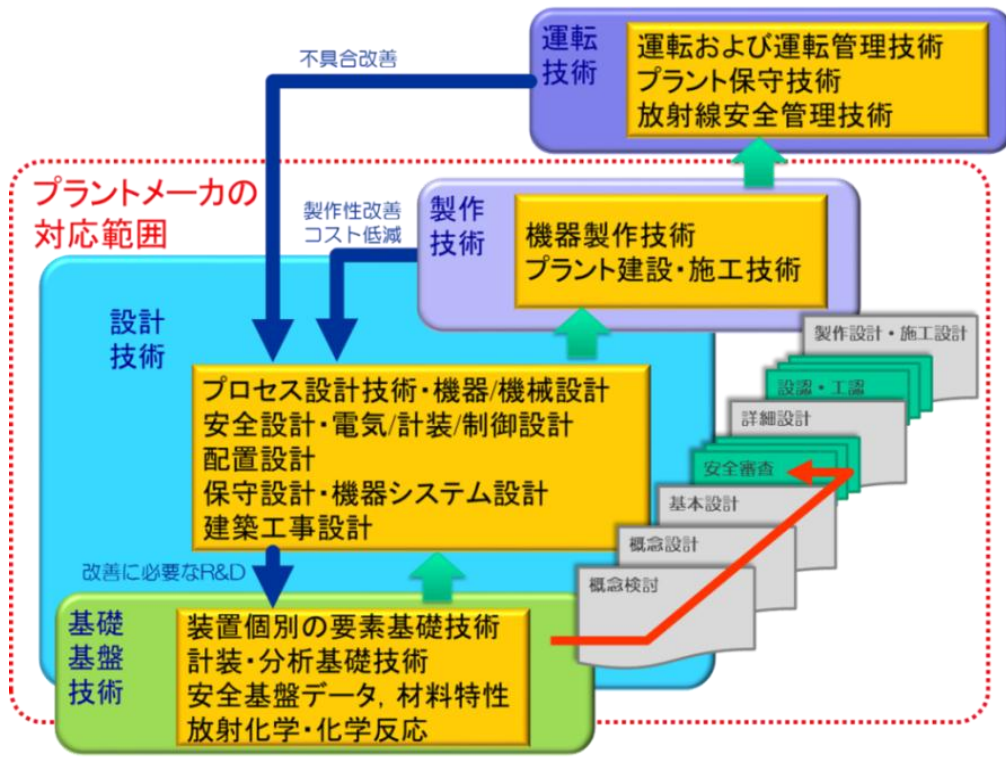 運転
技術
運転および運転管理技術
プラント保守技術
放射線安全管理技術
不具合改善
プラントメーカの
対応範囲
製作性改善
コスト低減
製作
技術
機器製作技術
プラント建設・施工技術
設計
技術
プロセス設計技術・機器/機械設計
安全設計・電気/計装/制御設計
配置設計
保守設計・機器システム設計
建築工事設計
製作設計・施工設計
設認・工認
詳細設計
安全審査
基本設計
概念設計
概念検討
改善に必要なR&D
基礎
基盤
技術
装置個別の要素基礎技術
計装・分析基礎技術
安全基盤データ，材料特性
放射化学・化学反応